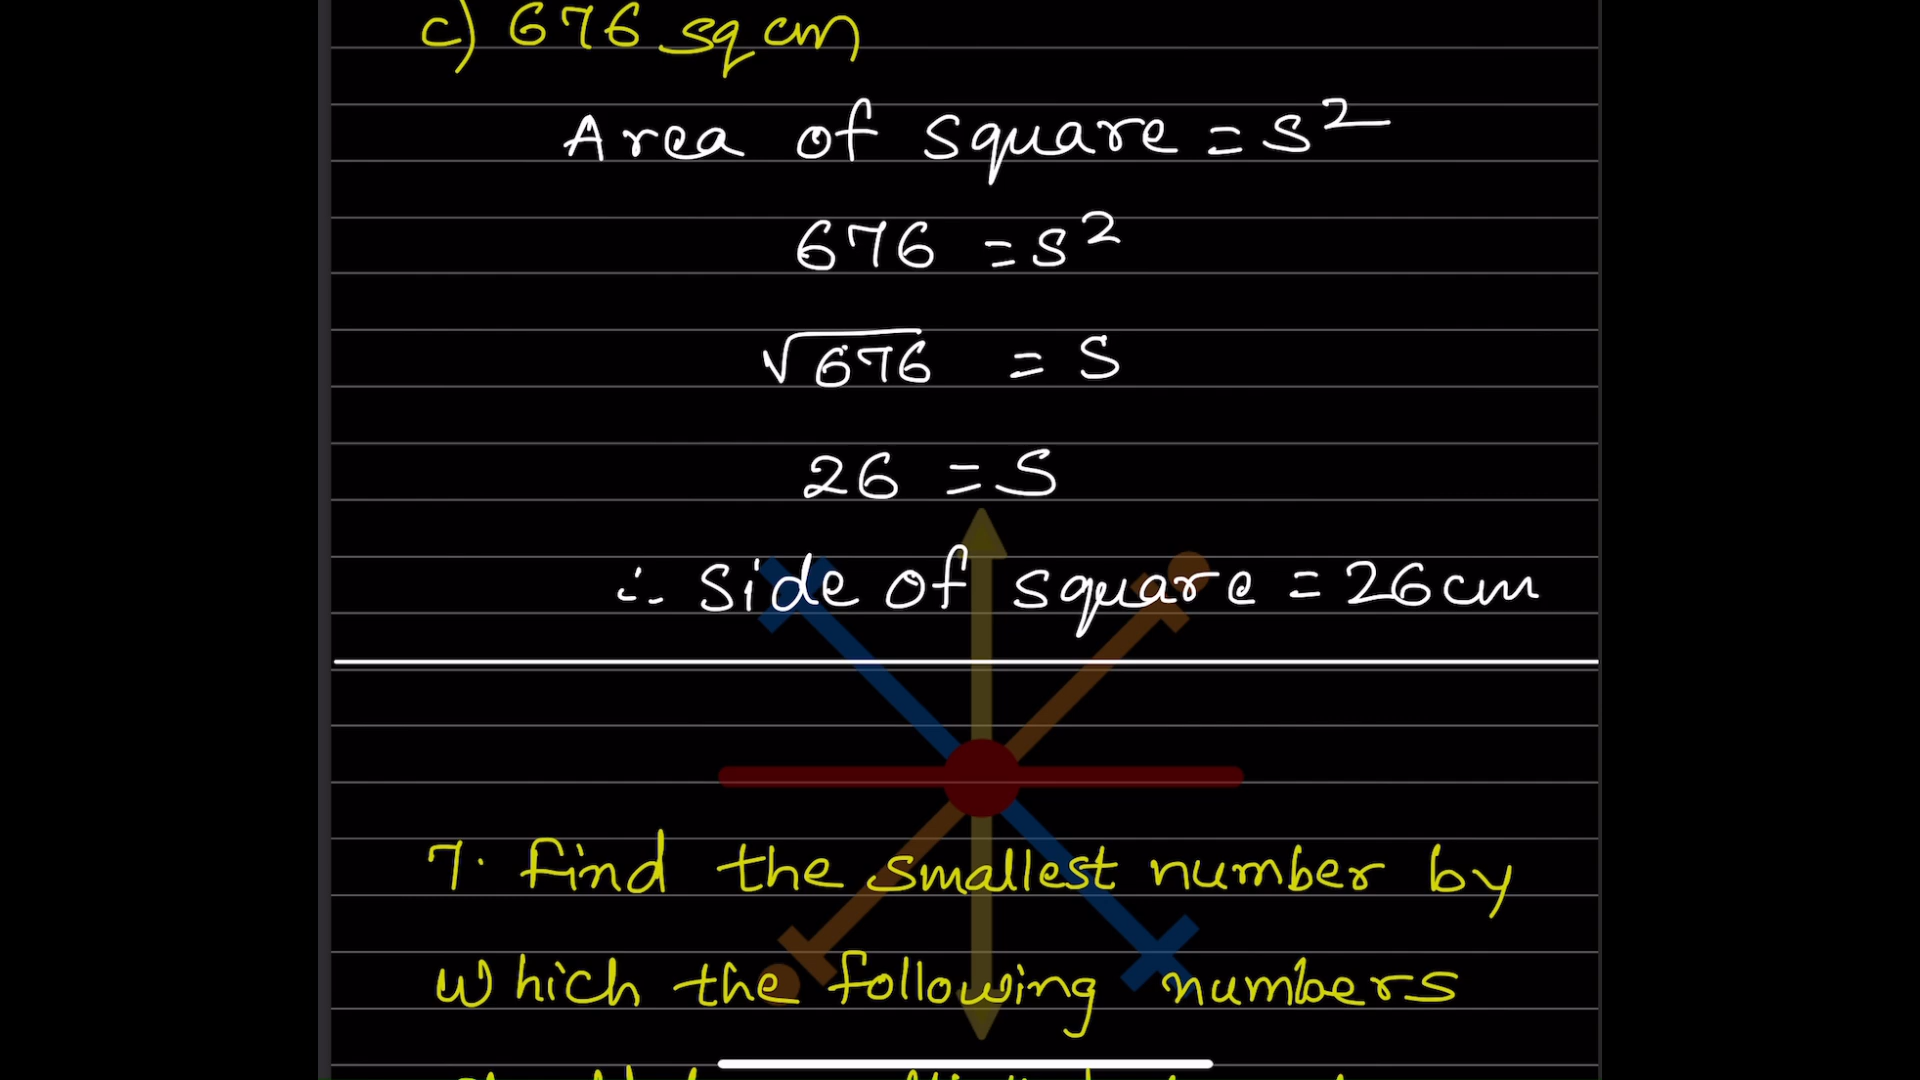 c) 676 sq cm
Area of square = s²
676 = s²
√676 = s
26 = s
∴ side of square = 26 cm
7. find the smallest number by
which the following numbers